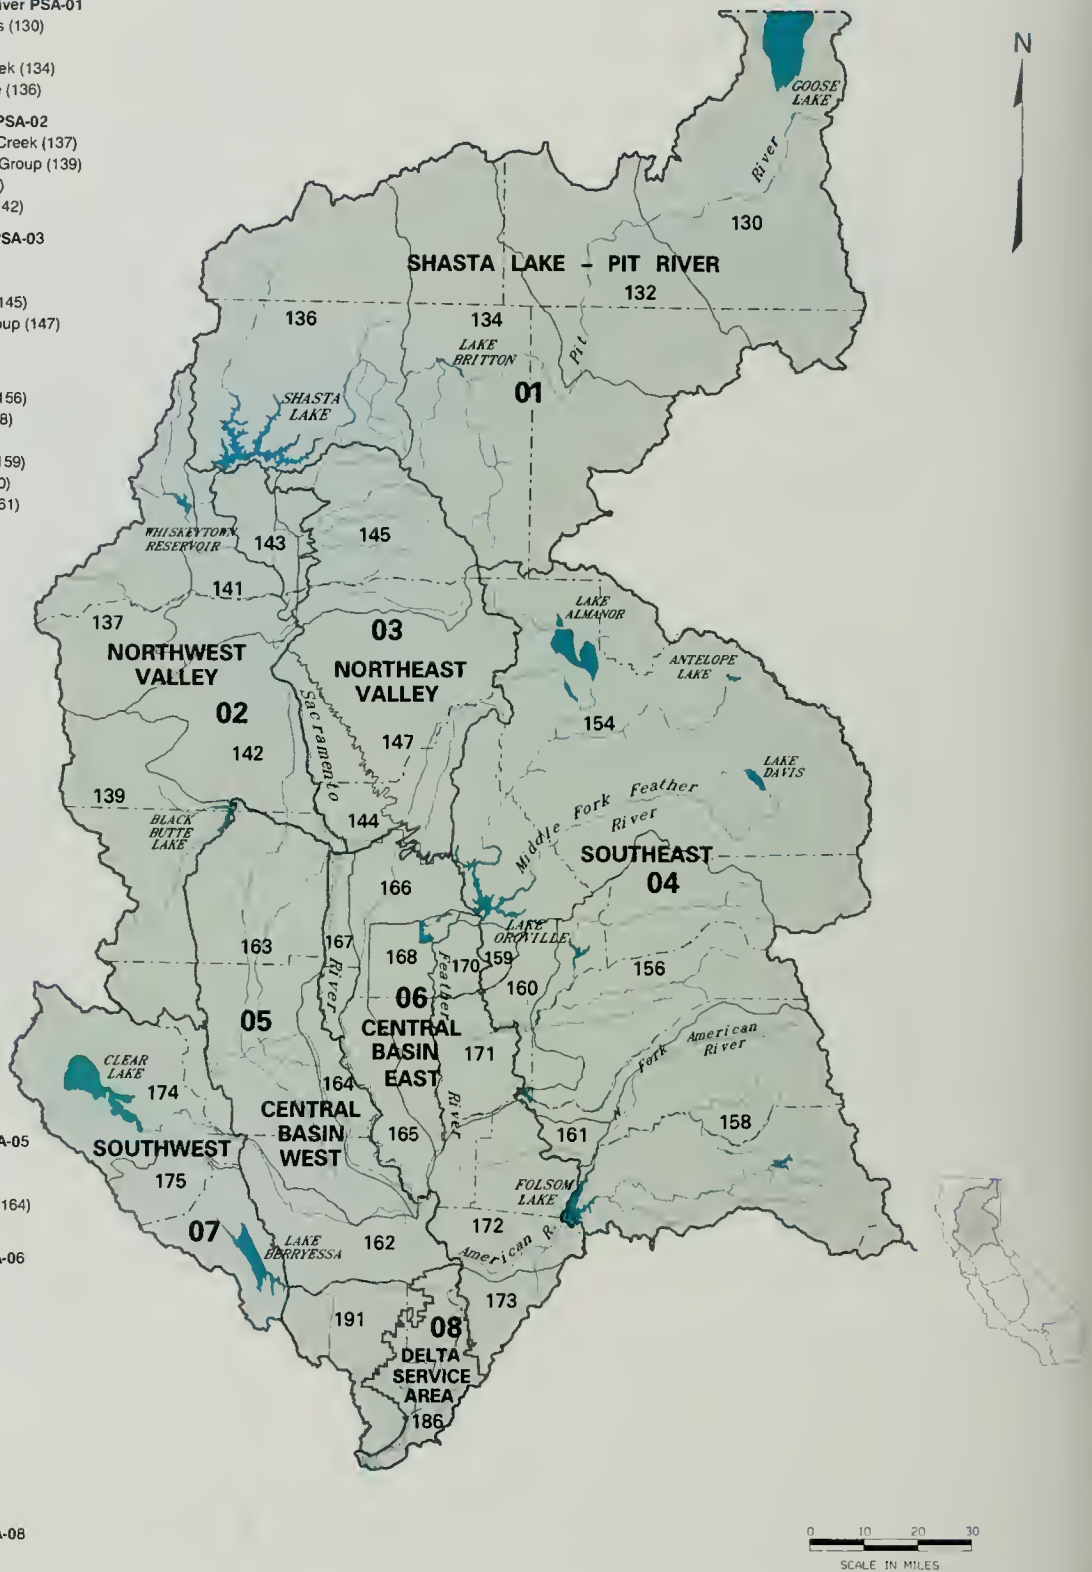 iver PSA-01
s (130)
ek (134)
(136)
PSA-02
Creek (137)
Group (139)
)
42)
PSA-03
145)
oup (147)
156)
8)
159)
0)
61)
A-05
164)
A-06
A-08
N
GOOSE
LAKE
River
130
SHASTA LAKE - PIT RIVER
132
136
134
LAKE
BRITTON
Pit
01
SHASTA
LAKE
WHISKEYTOWN
RESERVOIR
143
145
141
137
03
NORTHWEST
VALLEY
NORTHEAST
VALLEY
02
142
Sacramento
147
139
144
BLACK
BUTTE
LAKE
LAKE
ALMANOR
ANTELOPE
LAKE
154
LAKE
DAVIS
Middle Fork Feather
River
SOUTHEAST
04
166
LAKE
OROVILLE
163
167
River
168
Feather
170
159
160
156
05
06
CENTRAL
BASIN
EAST
171
Fork American
River
CLEAR
LAKE
174
164
River
CENTRAL
BASIN
WEST
165
161
158
SOUTHWEST
175
FOLSOM
LAKE
07
LAKE
BERRYESSA
162
172
American R.
173
191
08
DELTA
SERVICE
AREA
186
0 10 20 30
SCALE IN MILES